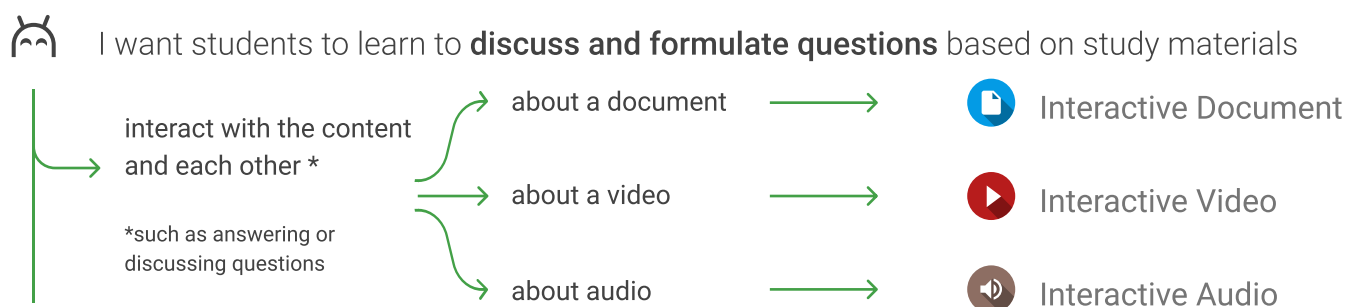 I want students to learn to discuss and formulate questions based on study materials
interact with the content
and each other *
*such as answering or
discussing questions
about a document
Interactive Document
about a video
Interactive Video
about audio
Interactive Audio